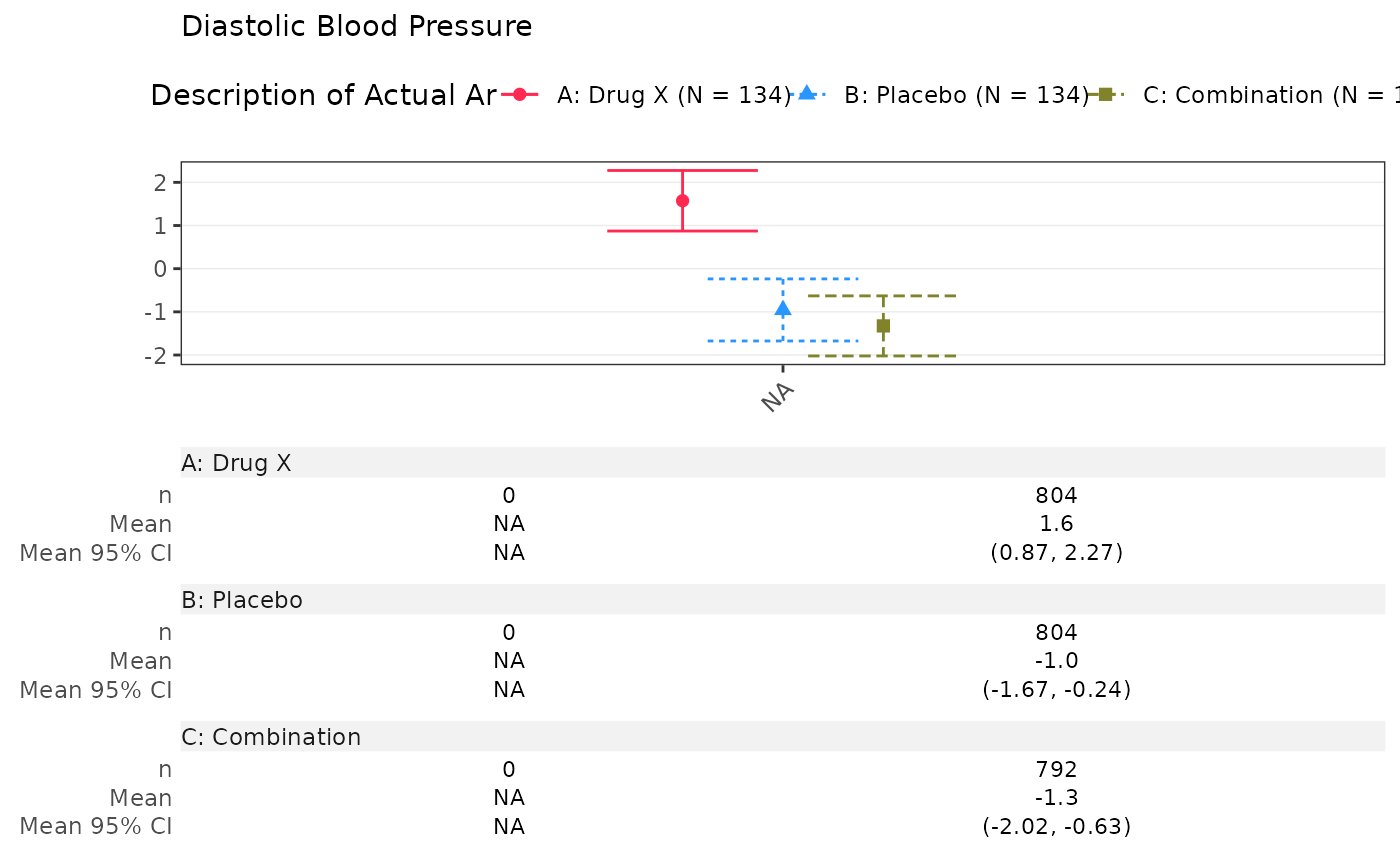 Diastolic Blood Pressure
Description of Actual Ar A: Drug X (N = 134) B: Placebo (N = 134) C: Combination (N = 1
2
1
0
-1
-2
NA
A: Drug X
n 0 804
Mean NA 1.6
Mean 95% CI NA (0.87, 2.27)
B: Placebo
n 0 804
Mean NA -1.0
Mean 95% CI NA (-1.67, -0.24)
C: Combination
n 0 792
Mean NA -1.3
Mean 95% CI NA (-2.02, -0.63)